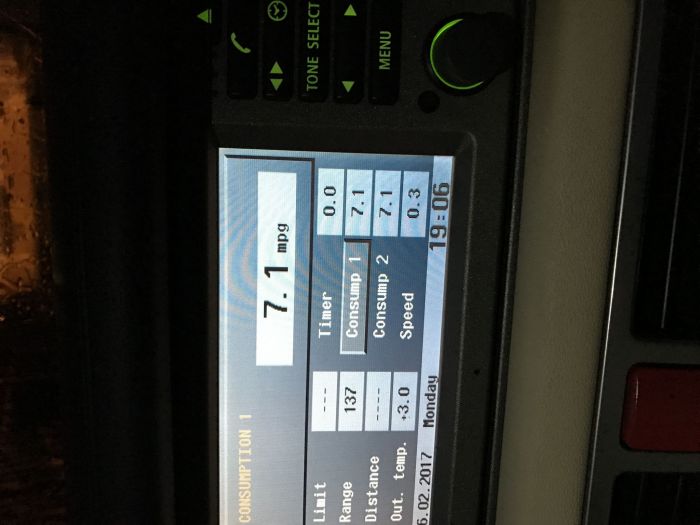 TONE SELECT
MENU
CONSUMPTION 1
7.1 mpg
Limit --- Timer 0.0
Range 137 Consump 1 7.1
Distance ---- Consump 2 7.1
Out. temp. +3.0 Speed 0.3
6.02.2017 Monday 19:06